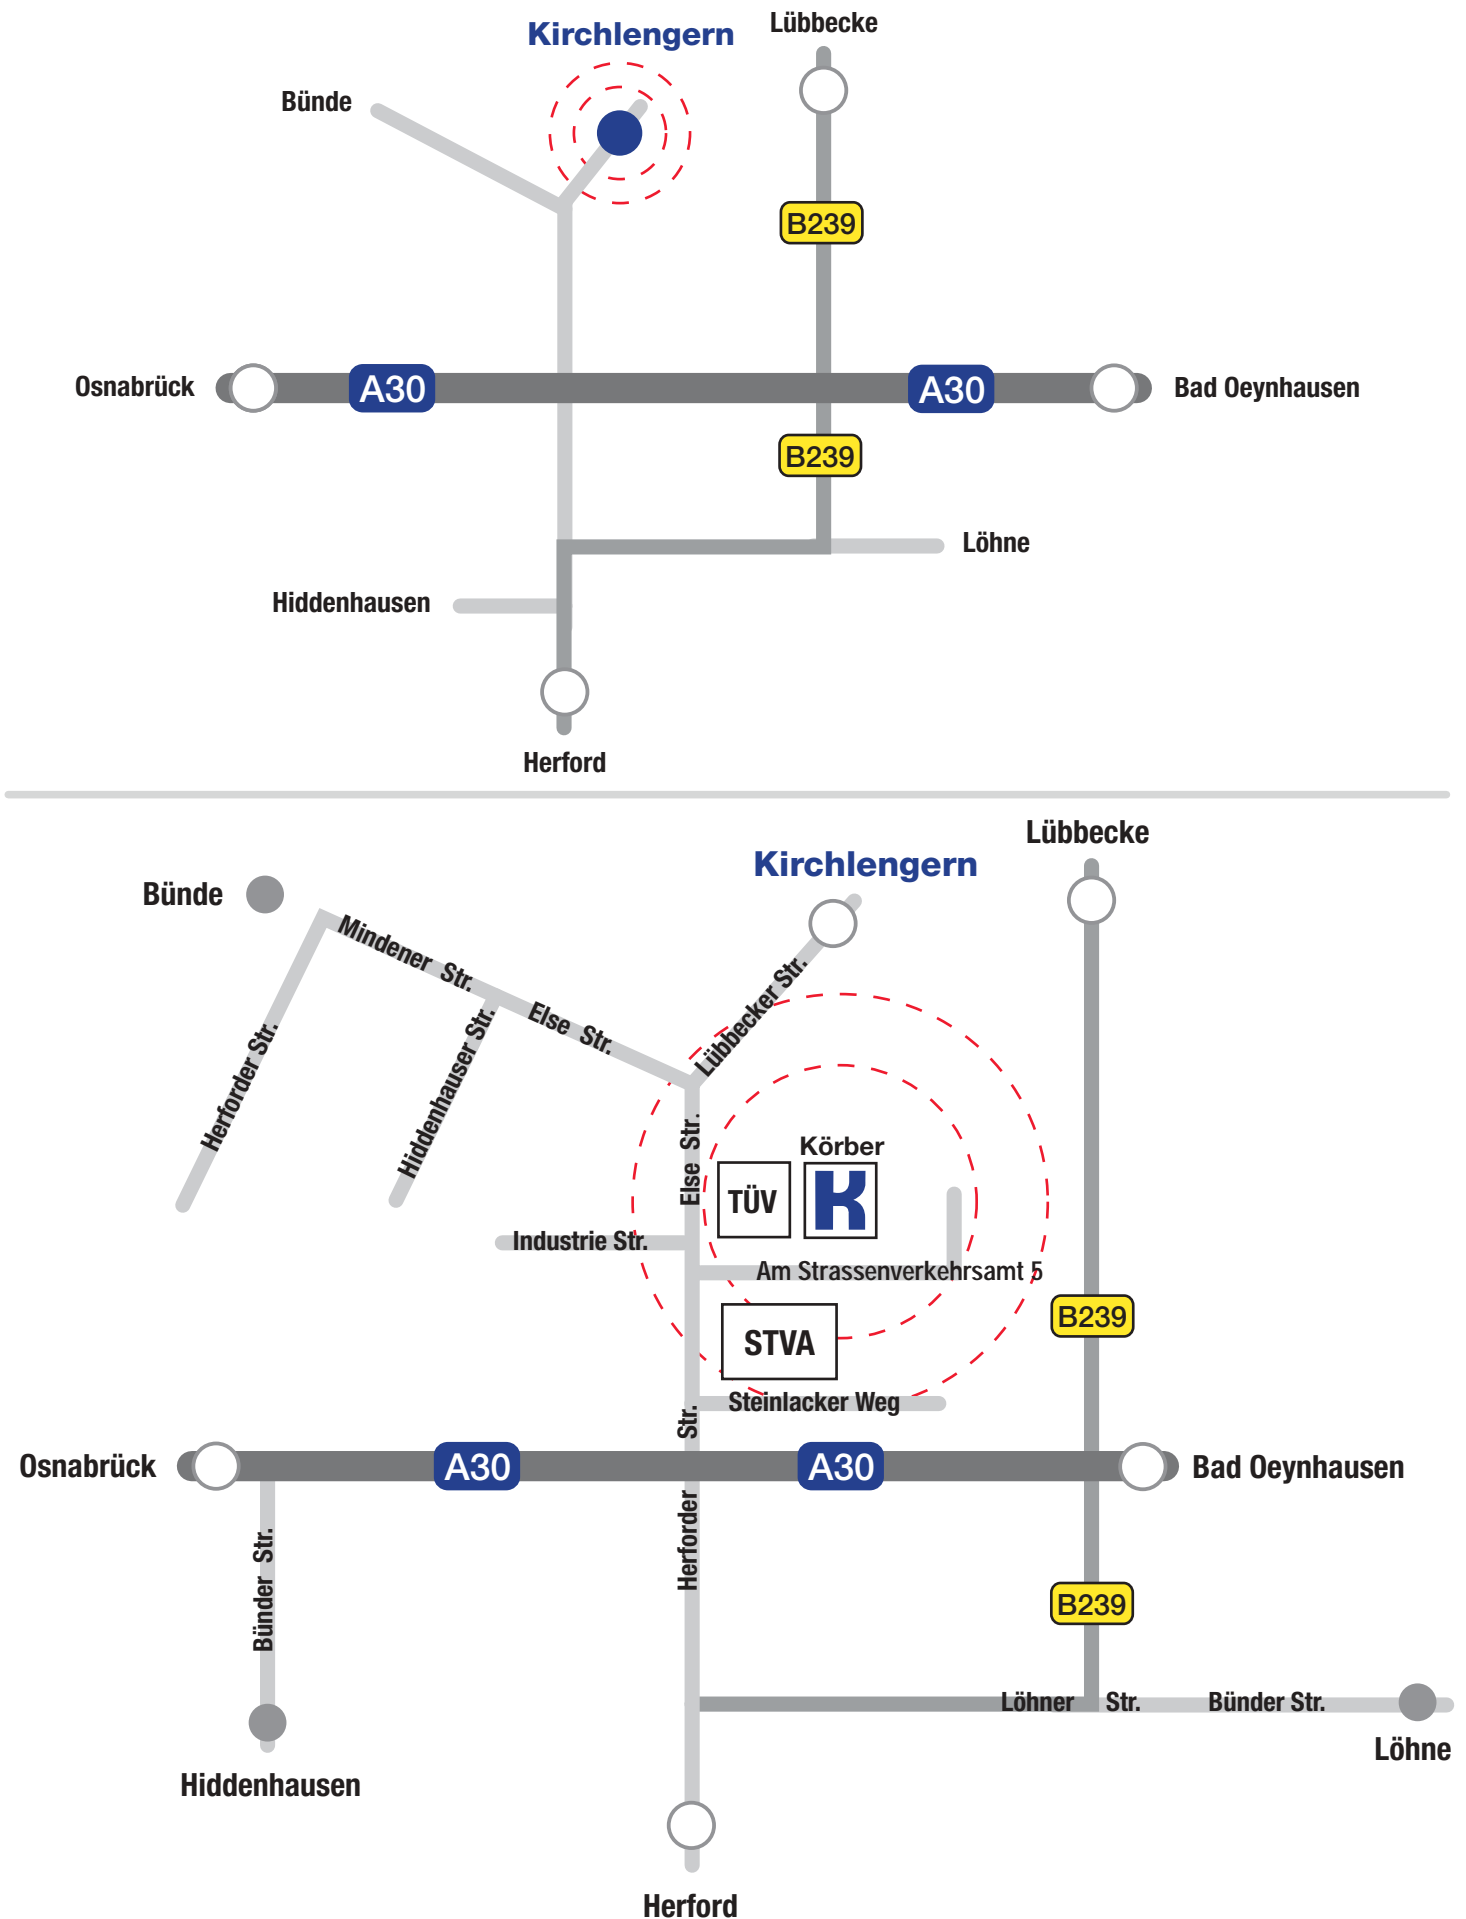 Lübbecke
Kirchlengern
Bünde
B239
Osnabrück
A30
A30
Bad Oeynhausen
B239
Löhne
Hiddenhausen
Herford
Lübbecke
Kirchlengern
Bünde
Mindener Str.
Lübbecker Str.
Else Str.
Herforder Str.
Hiddenhauser Str.
Else Str.
Körber
TÜV
K
Industrie Str.
Am Strassenverkehrsamt 5
B239
STVA
Steinlacker Weg
Osnabrück
A30
A30
Bad Oeynhausen
Herforder Str.
Bünder Str.
B239
Löhner Str.
Bünder Str.
Löhne
Hiddenhausen
Herford